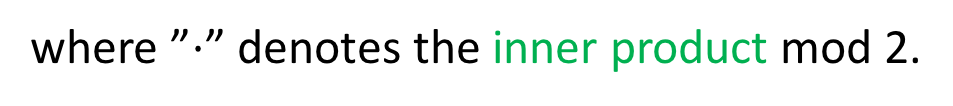 where ”·” denotes the inner product mod 2.